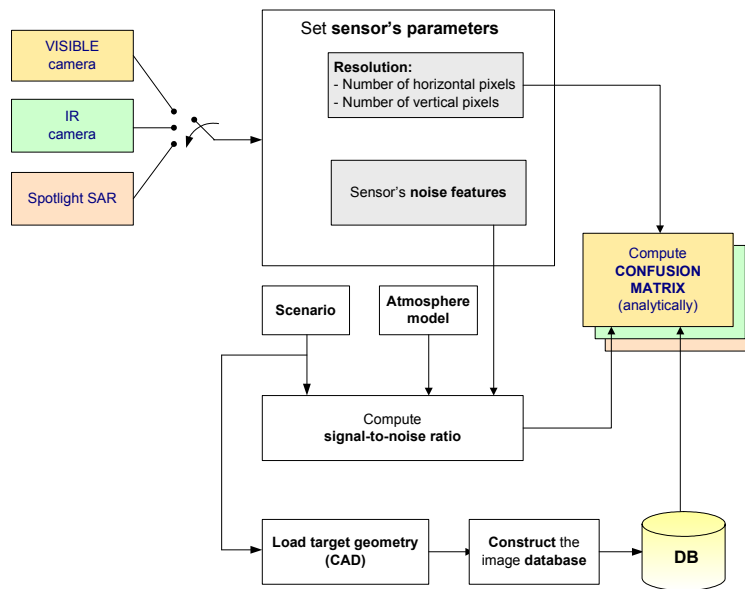 VISIBLE
camera
IR
camera
Spotlight SAR
Set sensor's parameters
Resolution:
- Number of horizontal pixels
- Number of vertical pixels
Sensor's noise features
Compute
CONFUSION
MATRIX
(analytically)
Scenario
Atmosphere
model
Compute
signal-to-noise ratio
Load target geometry
(CAD)
Construct the
image database
DB